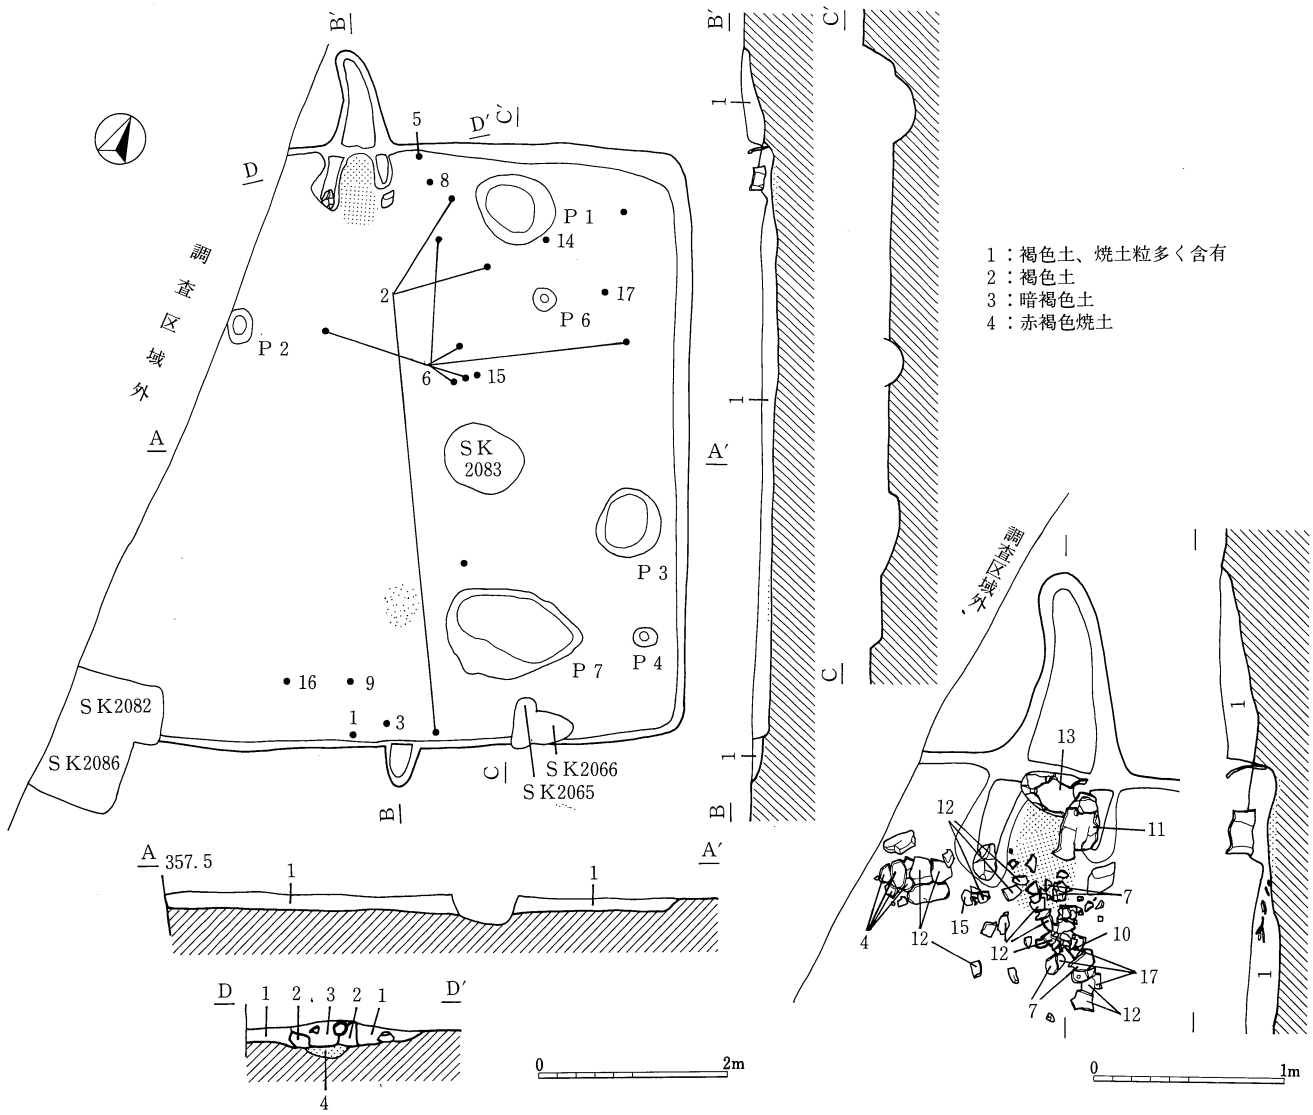 B'
B'
C'
5
D'
C'
1
D
8
P 1
14
調査区域外
2
17
P 6
P 2
1：褐色土、焼土粒多く含有
2：褐色土
3：暗褐色土
4：赤褐色焼土
6
15
1
A
SK
2083
A'
P 3
調査区域外
P 7
P 4
C
16
9
SK2082
1
3
SK2086
C
SK2066
SK2065
1
B
B
1
13
12
11
A
357.5
A'
1
1
7
4
12
15
12
10
17
7
12
1
D
1
2
3
2
1
D'
4
0
2m
0
1m